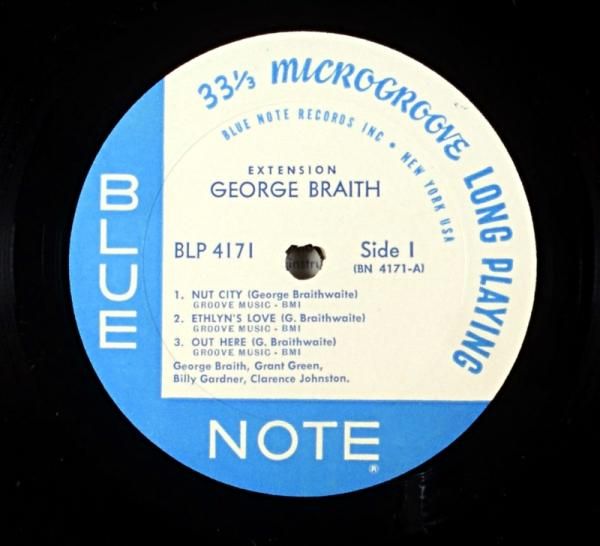 33⅓ MICROGROOVE LONG PLAYING
BLUE NOTE RECORDS INC • NEW YORK USA
EXTENSION
GEORGE BRAITH
BLP 4171
Side 1
(BN 4171-A)
1. NUT CITY (George Braithwaite)
GROOVE MUSIC - BMI
2. ETHLYN'S LOVE (G. Braithwaite)
GROOVE MUSIC - BMI
3. OUT HERE (G. Braithwaite)
GROOVE MUSIC - BMI
George Braith, Grant Green,
Billy Gardner, Clarence Johnston.
BLUE
NOTE
®